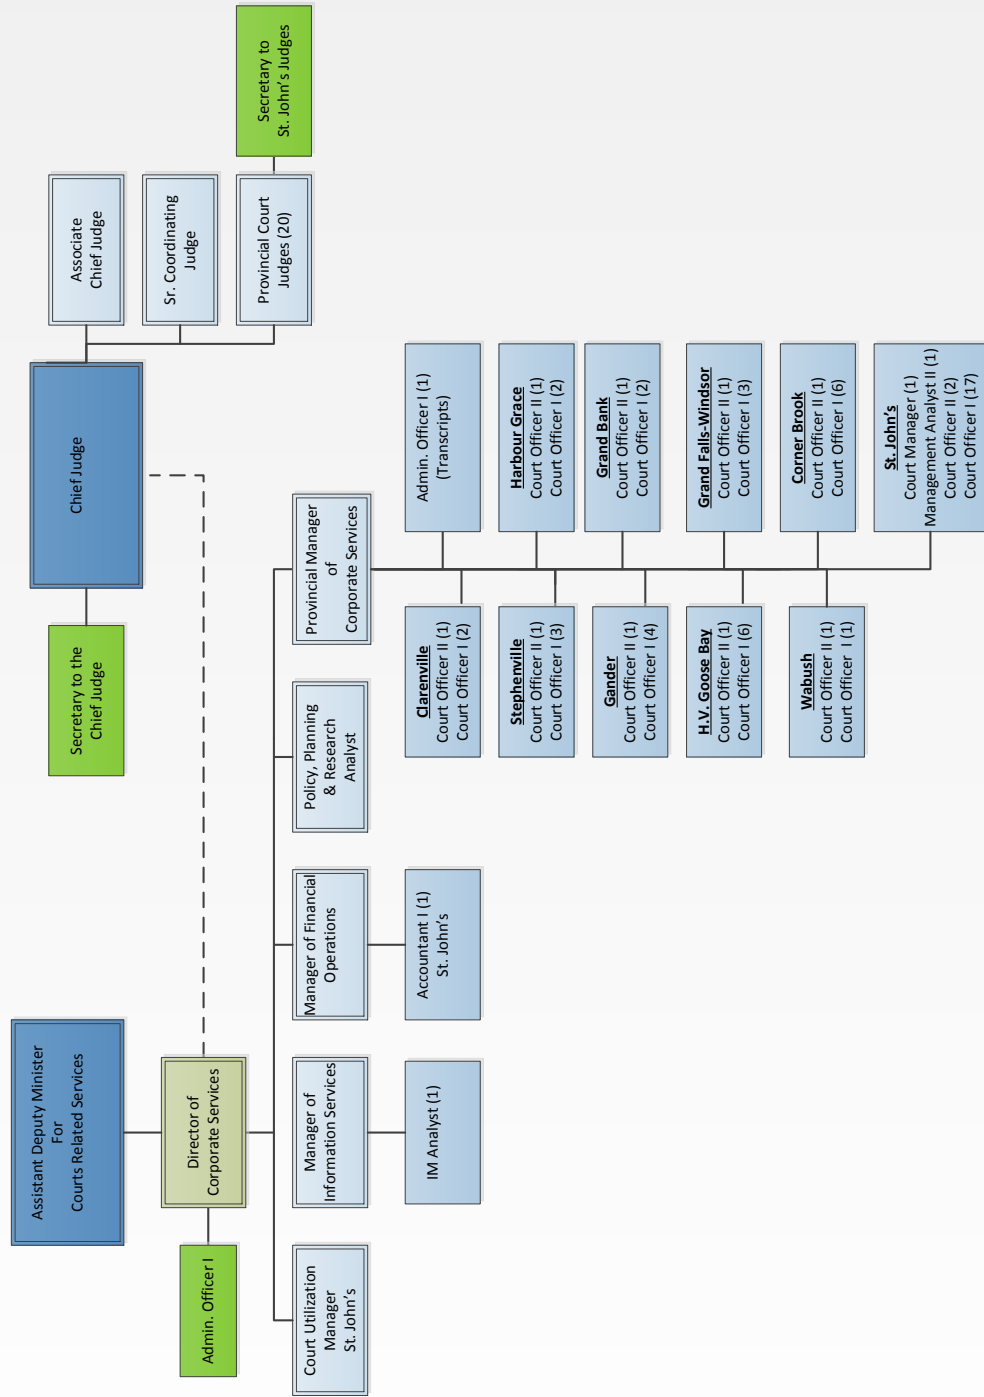 Assistant Deputy Minister
For
Courts Related Services
Chief Judge
Secretary to the
Chief Judge
Associate
Chief Judge
Sr. Coordinating
Judge
Provincial Court
Judges (20)
Secretary to
St. John's Judges
Admin. Officer I
Director of
Corporate Services
Court Utilization
Manager
St. John's
Manager of
Information Services
Manager of Financial
Operations
Policy, Planning
& Research
Analyst
Provincial Manager
of
Corporate Services
IM Analyst (1)
Accountant I (1)
St. John's
Clarenville
Court Officer II (1)
Court Officer I (2)
Admin. Officer I (1)
(Transcripts)
Stephenville
Court Officer II (1)
Court Officer I (3)
Harbour Grace
Court Officer II (1)
Court Officer I (2)
Gander
Court Officer II (1)
Court Officer I (4)
Grand Bank
Court Officer II (1)
Court Officer I (2)
H.V. Goose Bay
Court Officer II (1)
Court Officer I (6)
Grand Falls-Windsor
Court Officer II (1)
Court Officer I (3)
Wabush
Court Officer II (1)
Court Officer I (1)
Corner Brook
Court Officer II (1)
Court Officer I (6)
St. John's
Court Manager (1)
Management Analyst II (1)
Court Officer II (2)
Court Officer I (17)